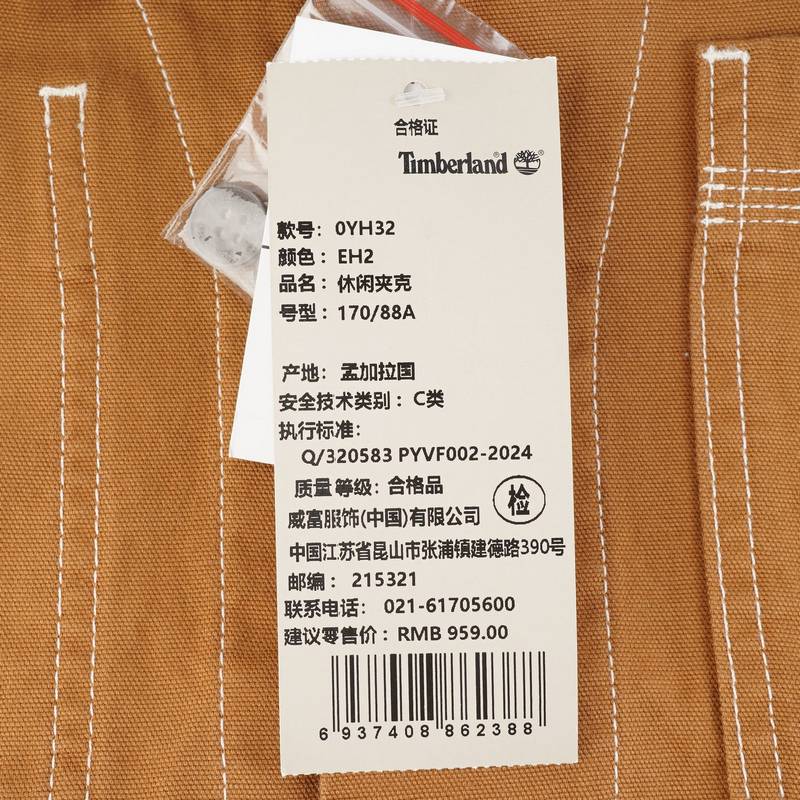 合格证
Timberland®
款号：0YH32
颜色：EH2
品名：休闲夹克
号型：170/88A
产地：孟加拉国
安全技术类别：C类
执行标准：
Q/320583 PYVF002-2024
质量等级：合格品
检
威富服饰(中国)有限公司
中国江苏省昆山市张浦镇建德路390号
邮编：215321
联系电话：021-61705600
建议零售价：RMB 959.00
6937408862388